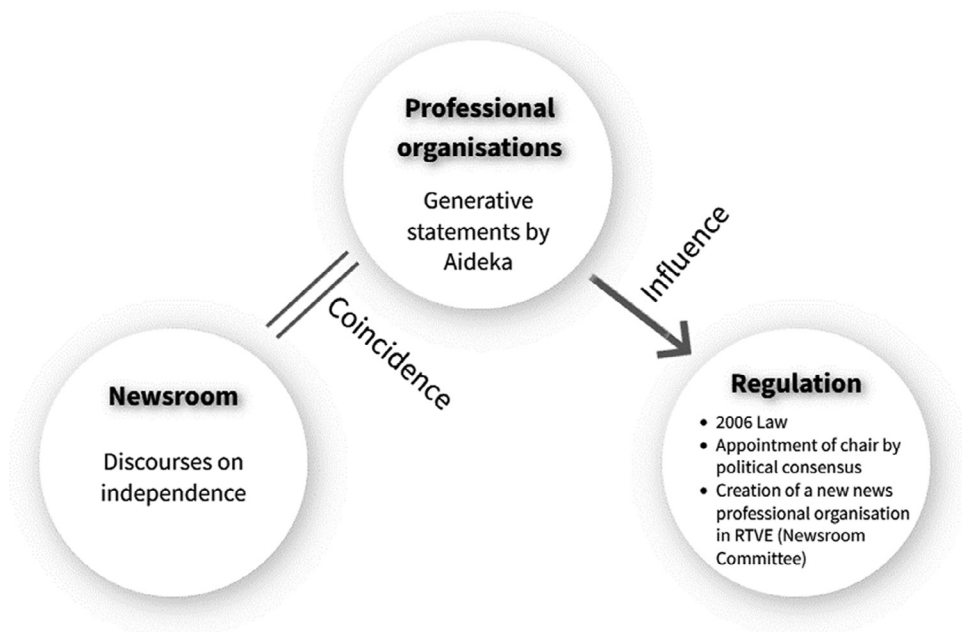 Professional
organisations
Generative
statements by
Aideka
Influence
Coincidence
Newsroom
Discourses on
independence
Regulation
• 2006 Law
• Appointment of chair by
political consensus
• Creation of a new news
professional organisation
in RTVE (Newsroom
Committee)